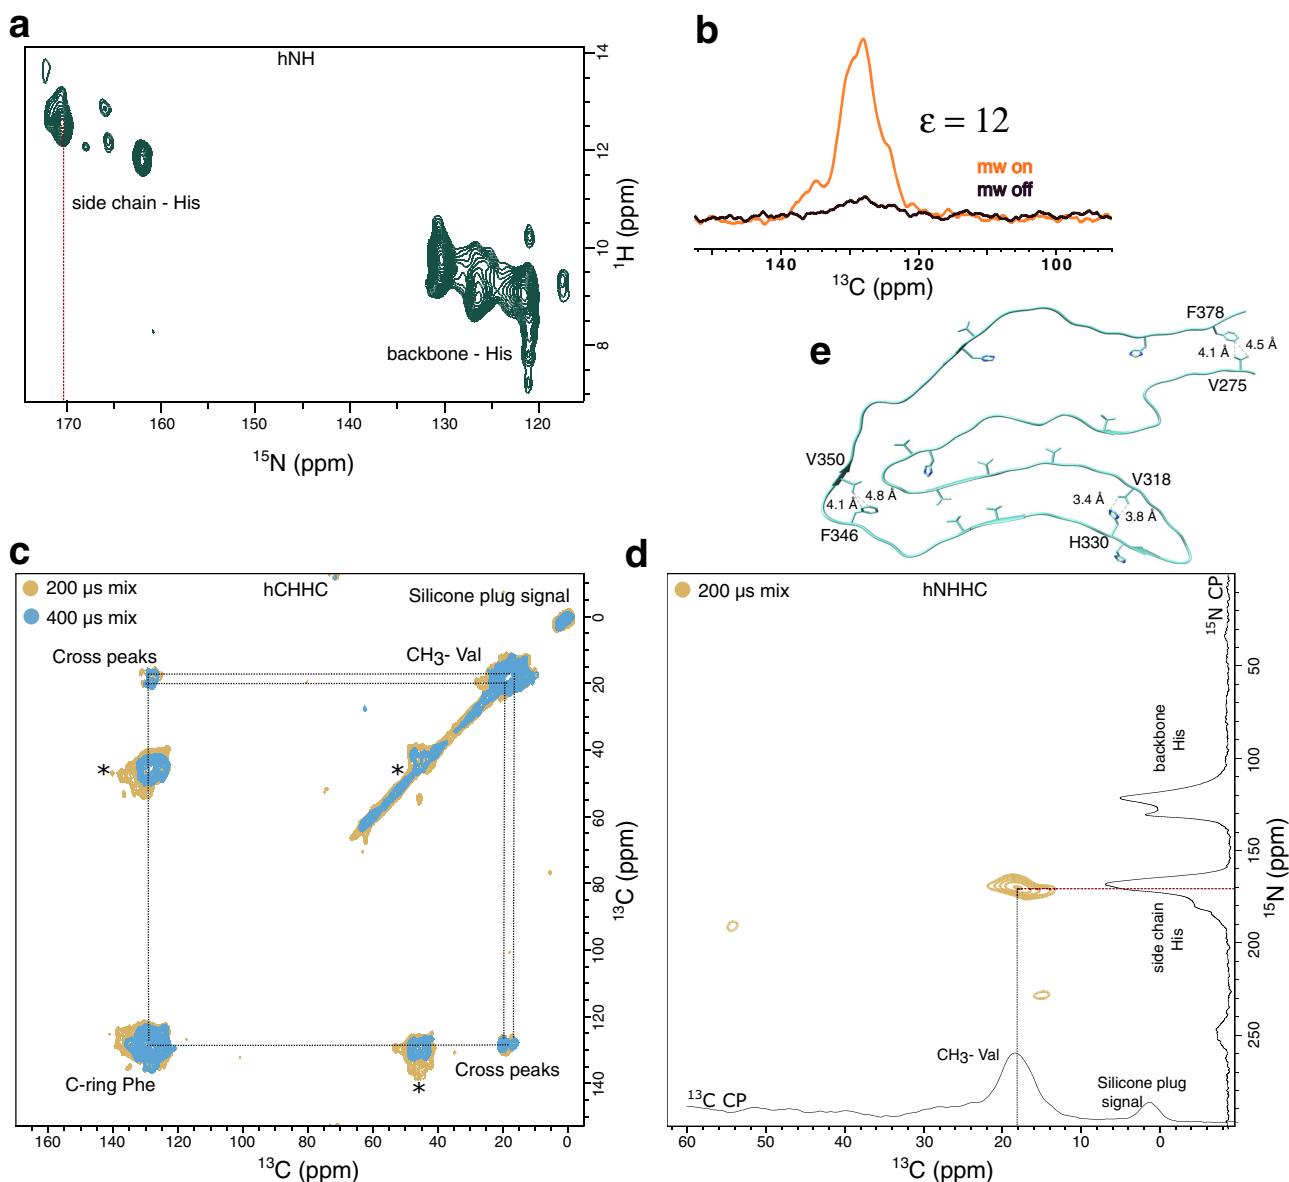 a
hNH
14
12
10
8
¹H (ppm)
side chain - His
backbone - His
170
160
150
140
130
120
¹⁵N (ppm)
b
ε = 12
mw on
mw off
140
120
100
¹³C (ppm)
e
F378
4.5 Å
4.1 Å
V275
V350
4.8 Å
4.1 Å
F346
V318
3.4 Å
3.8 Å
H330
c
200 µs mix
hCHHC
400 µs mix
Silicone plug signal
Cross peaks
CH3- Val
*
*
C-ring Phe
Cross peaks
*
0
20
40
60
80
100
120
140
¹³C (ppm)
160
140
120
100
80
60
40
20
0
¹³C (ppm)
d
200 µs mix
hNHHC
¹⁵N CP
backbone
His
side chain
His
50
100
150
200
250
¹⁵N (ppm)
CH3- Val
Silicone plug
signal
¹³C CP
60
50
40
30
20
10
0
¹³C (ppm)